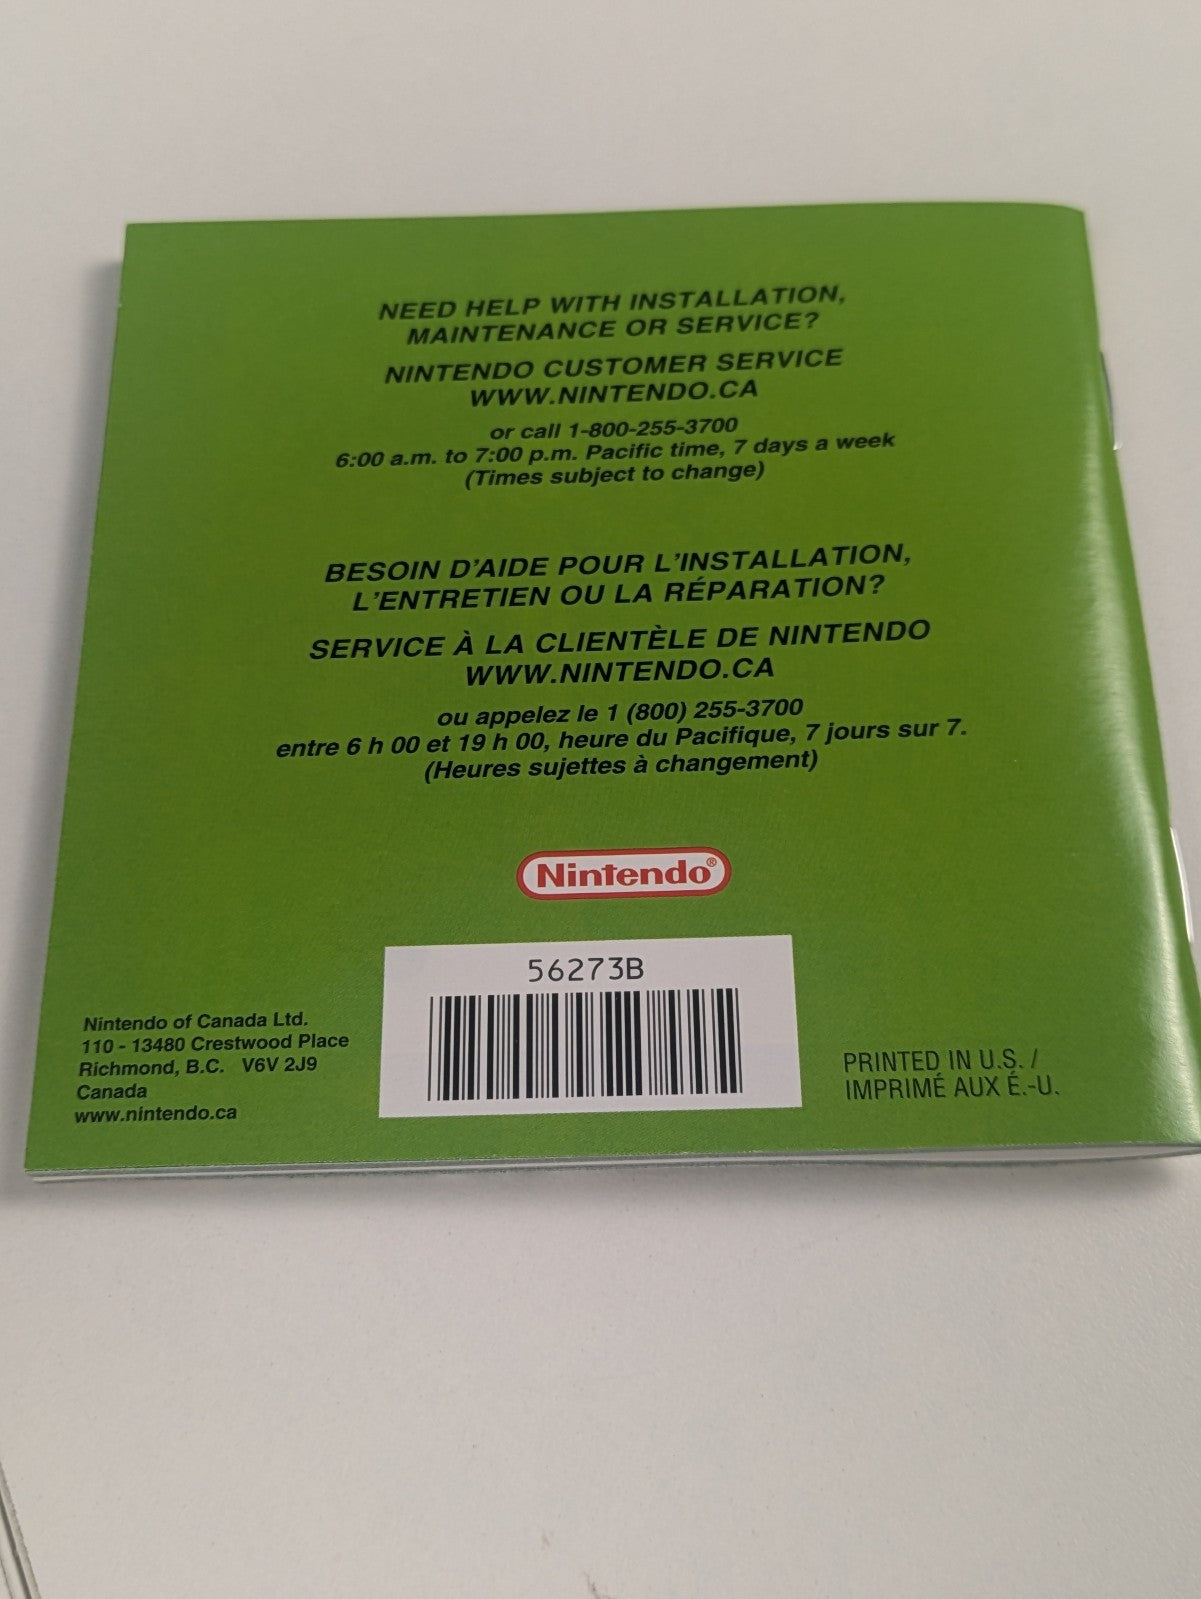 NEED HELP WITH INSTALLATION,
MAINTENANCE OR SERVICE?
NINTENDO CUSTOMER SERVICE
WWW.NINTENDO.CA
or call 1-800-255-3700
6:00 a.m. to 7:00 p.m. Pacific time, 7 days a week
(Times subject to change)
BESOIN D'AIDE POUR L'INSTALLATION,
L'ENTRETIEN OU LA RÉPARATION?
SERVICE À LA CLIENTÈLE DE NINTENDO
WWW.NINTENDO.CA
ou appelez le 1 (800) 255-3700
entre 6 h 00 et 19 h 00, heure du Pacifique, 7 jours sur 7.
(Heures sujettes à changement)
Nintendo®
56273B
Nintendo of Canada Ltd.
110 - 13480 Crestwood Place
Richmond, B.C. V6V 2J9
Canada
www.nintendo.ca
PRINTED IN U.S. /
IMPRIMÉ AUX É.-U.